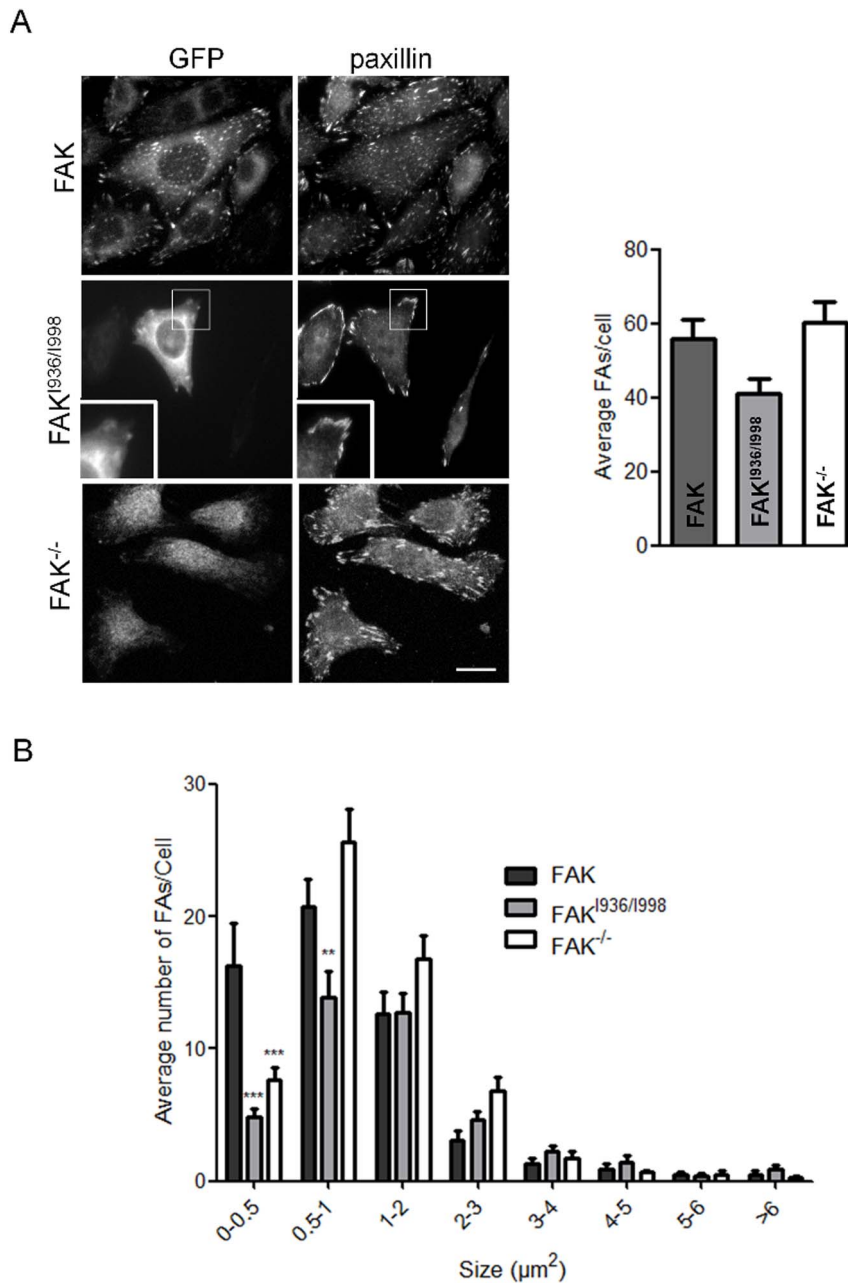 A
GFP paxillin
FAK
FAK^I936/I998
FAK^-/-
80
60
40
20
0
Average FAs/cell
FAK
FAK^I936/I998
FAK^-/-
B
30
20
10
0
Average number of FAs/Cell
FAK
FAK^I936/I998
FAK^-/-
*** *** **
0-0.5 0.5-1 1-2 2-3 3-4 4-5 5-6 >6
Size (µm²)